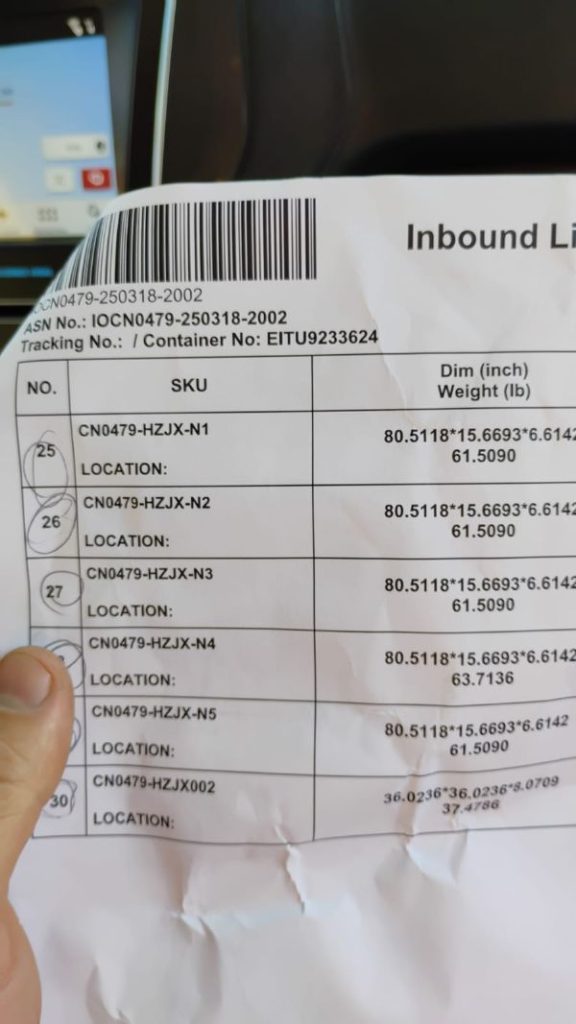 Inbound Li
OCN0479-250318-2002
ASN No.: IOCN0479-250318-2002
Tracking No.: / Container No: EITU9233624
NO. SKU Dim (inch)
Weight (lb)
25 CN0479-HZJX-N1 80.5118*15.6693*6.6142
LOCATION: 61.5090
26 CN0479-HZJX-N2 80.5118*15.6693*6.6142
LOCATION: 61.5090
27 CN0479-HZJX-N3 80.5118*15.6693*6.6142
LOCATION: 61.5090
CN0479-HZJX-N4 80.5118*15.6693*6.6142
LOCATION: 63.7136
CN0479-HZJX-N5 80.5118*15.6693*6.6142
LOCATION: 61.5090
30 CN0479-HZJX002 36.0236*36.0236*8.0709
LOCATION: 37.4786